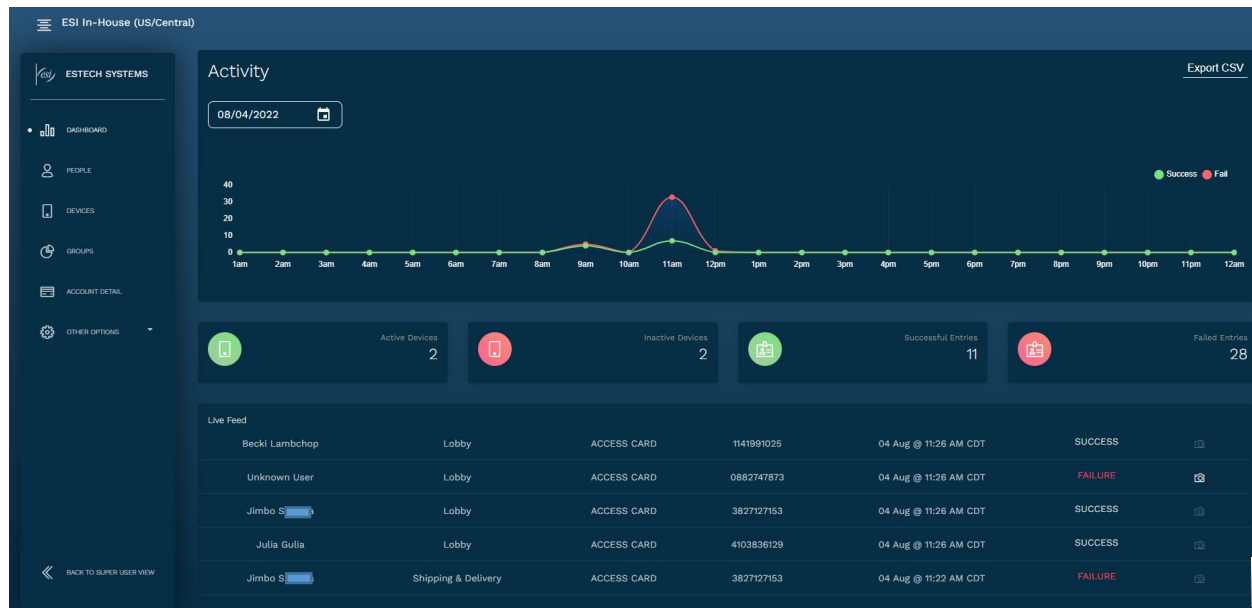 ESI In-House (US/Central)
esi ESTECH SYSTEMS
DASHBOARD
PEOPLE
DEVICES
GROUPS
ACCOUNT DETAIL
OTHER OPTIONS
BACK TO SUPER USER VIEW
Activity
Export CSV
08/04/2022
Success Fail
40
30
20
10
0
1am 2am 3am 4am 5am 6am 7am 8am 9am 10am 11am 12pm 1pm 2pm 3pm 4pm 5pm 6pm 7pm 8pm 9pm 10pm 11pm 12am
Active Devices
2
Inactive Devices
2
Successful Entries
11
Failed Entries
28
Live Feed
Becki Lambchop Lobby ACCESS CARD 1141991025 04 Aug @ 11:26 AM CDT SUCCESS
Unknown User Lobby ACCESS CARD 0882747873 04 Aug @ 11:26 AM CDT FAILURE
Jimbo S Lobby ACCESS CARD 3827127153 04 Aug @ 11:26 AM CDT SUCCESS
Julia Gulia Lobby ACCESS CARD 4103836129 04 Aug @ 11:26 AM CDT SUCCESS
Jimbo S Shipping & Delivery ACCESS CARD 3827127153 04 Aug @ 11:22 AM CDT FAILURE